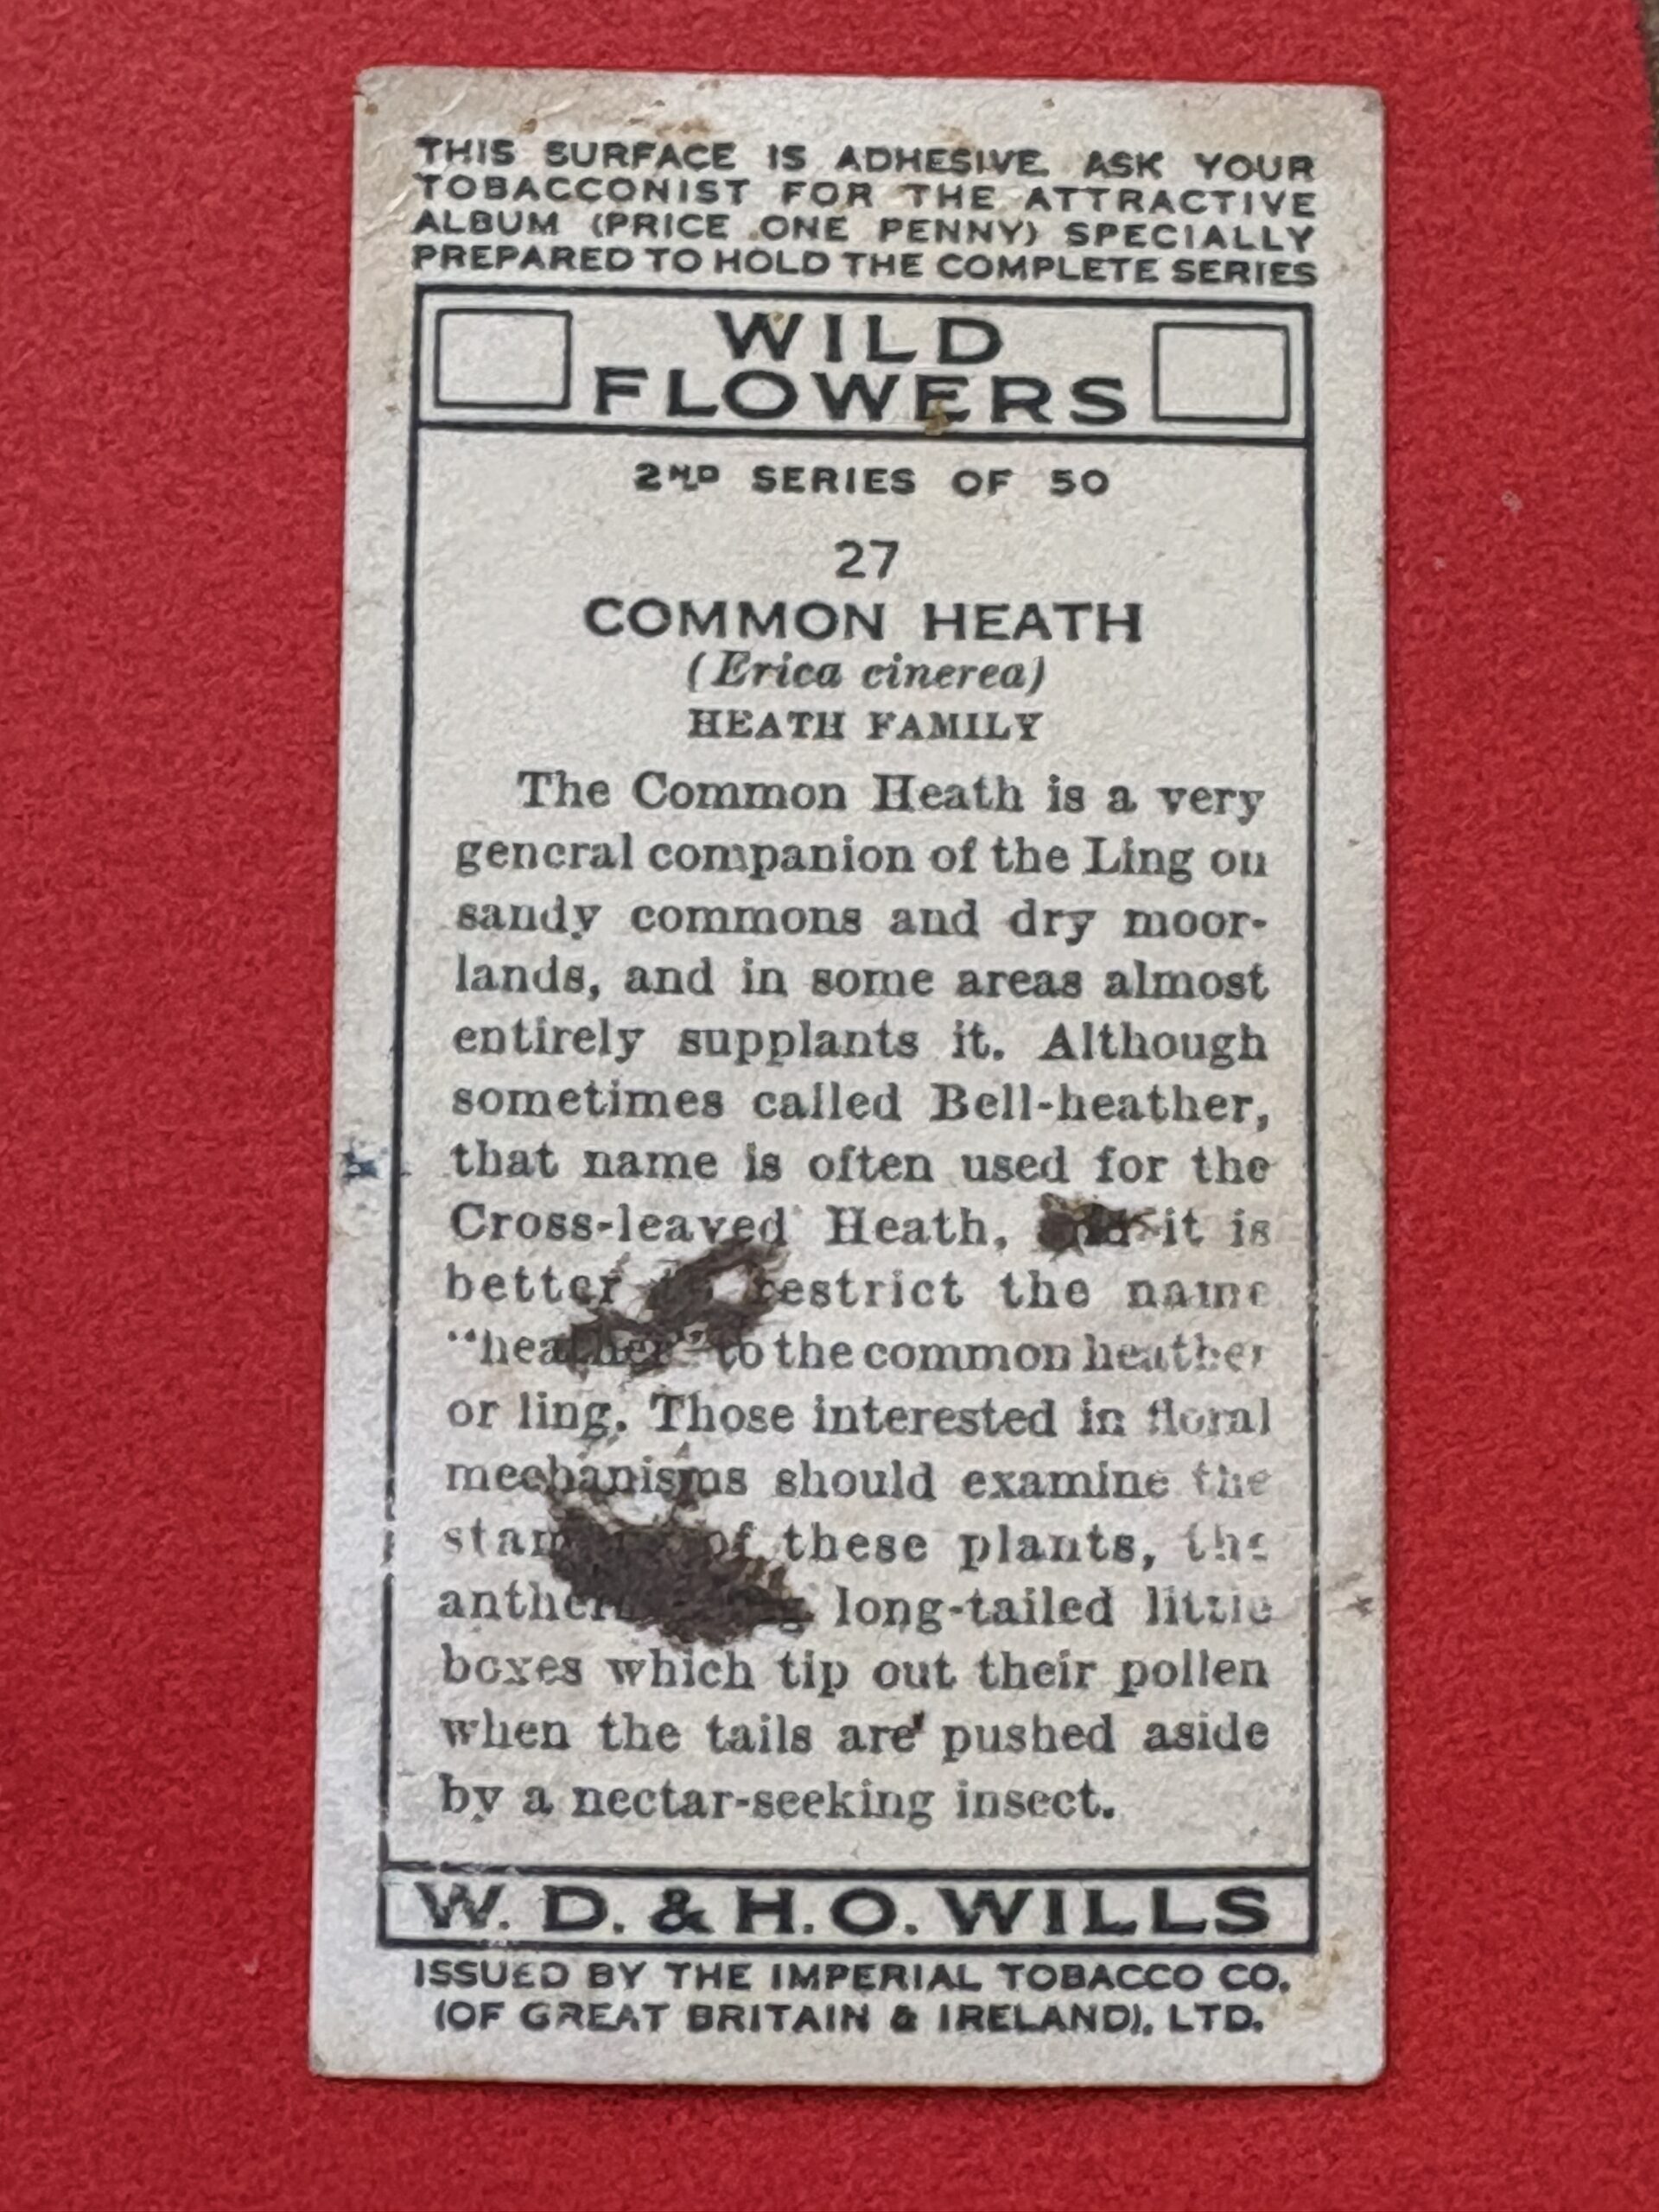 THIS SURFACE IS ADHESIVE. ASK YOUR
TOBACCONIST FOR THE ATTRACTIVE
ALBUM (PRICE ONE PENNY) SPECIALLY
PREPARED TO HOLD THE COMPLETE SERIES
WILD
FLOWERS
2ND SERIES OF 50
27
COMMON HEATH
(Erica cinerea)
HEATH FAMILY
The Common Heath is a very
general companion of the Ling on
sandy commons and dry moor-
lands, and in some areas almost
entirely supplants it. Although
sometimes called Bell-heather,
that name is often used for the
Cross-leaved Heath, and it is
better to restrict the name
"heather" to the common heather
or ling. Those interested in floral
mechanisms should examine the
of these plants, the
long-tailed little
boxes which tip out their pollen
when the tails are pushed aside
by a nectar-seeking insect.
W. D. & H. O. WILLS
ISSUED BY THE IMPERIAL TOBACCO CO.
(OF GREAT BRITAIN & IRELAND), LTD.